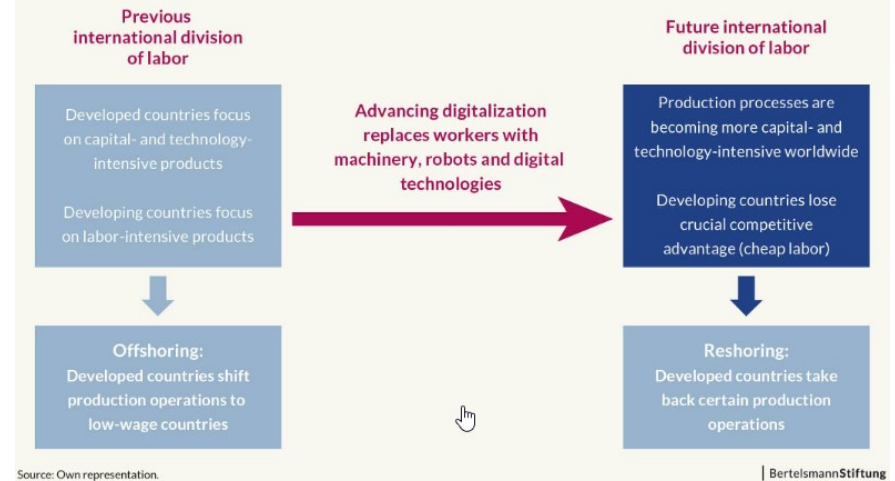 Previous
international division
of labor
Developed countries focus
on capital- and technology-
intensive products
Developing countries focus
on labor-intensive products
Offshoring:
Developed countries shift
production operations to
low-wage countries
Advancing digitalization
replaces workers with
machinery, robots and digital
technologies
Future international
division of labor
Production processes are
becoming more capital- and
technology-intensive worldwide
Developing countries lose
crucial competitive
advantage (cheap labor)
Reshoring:
Developed countries take
back certain production
operations
Source: Own representation.
BertelsmannStiftung